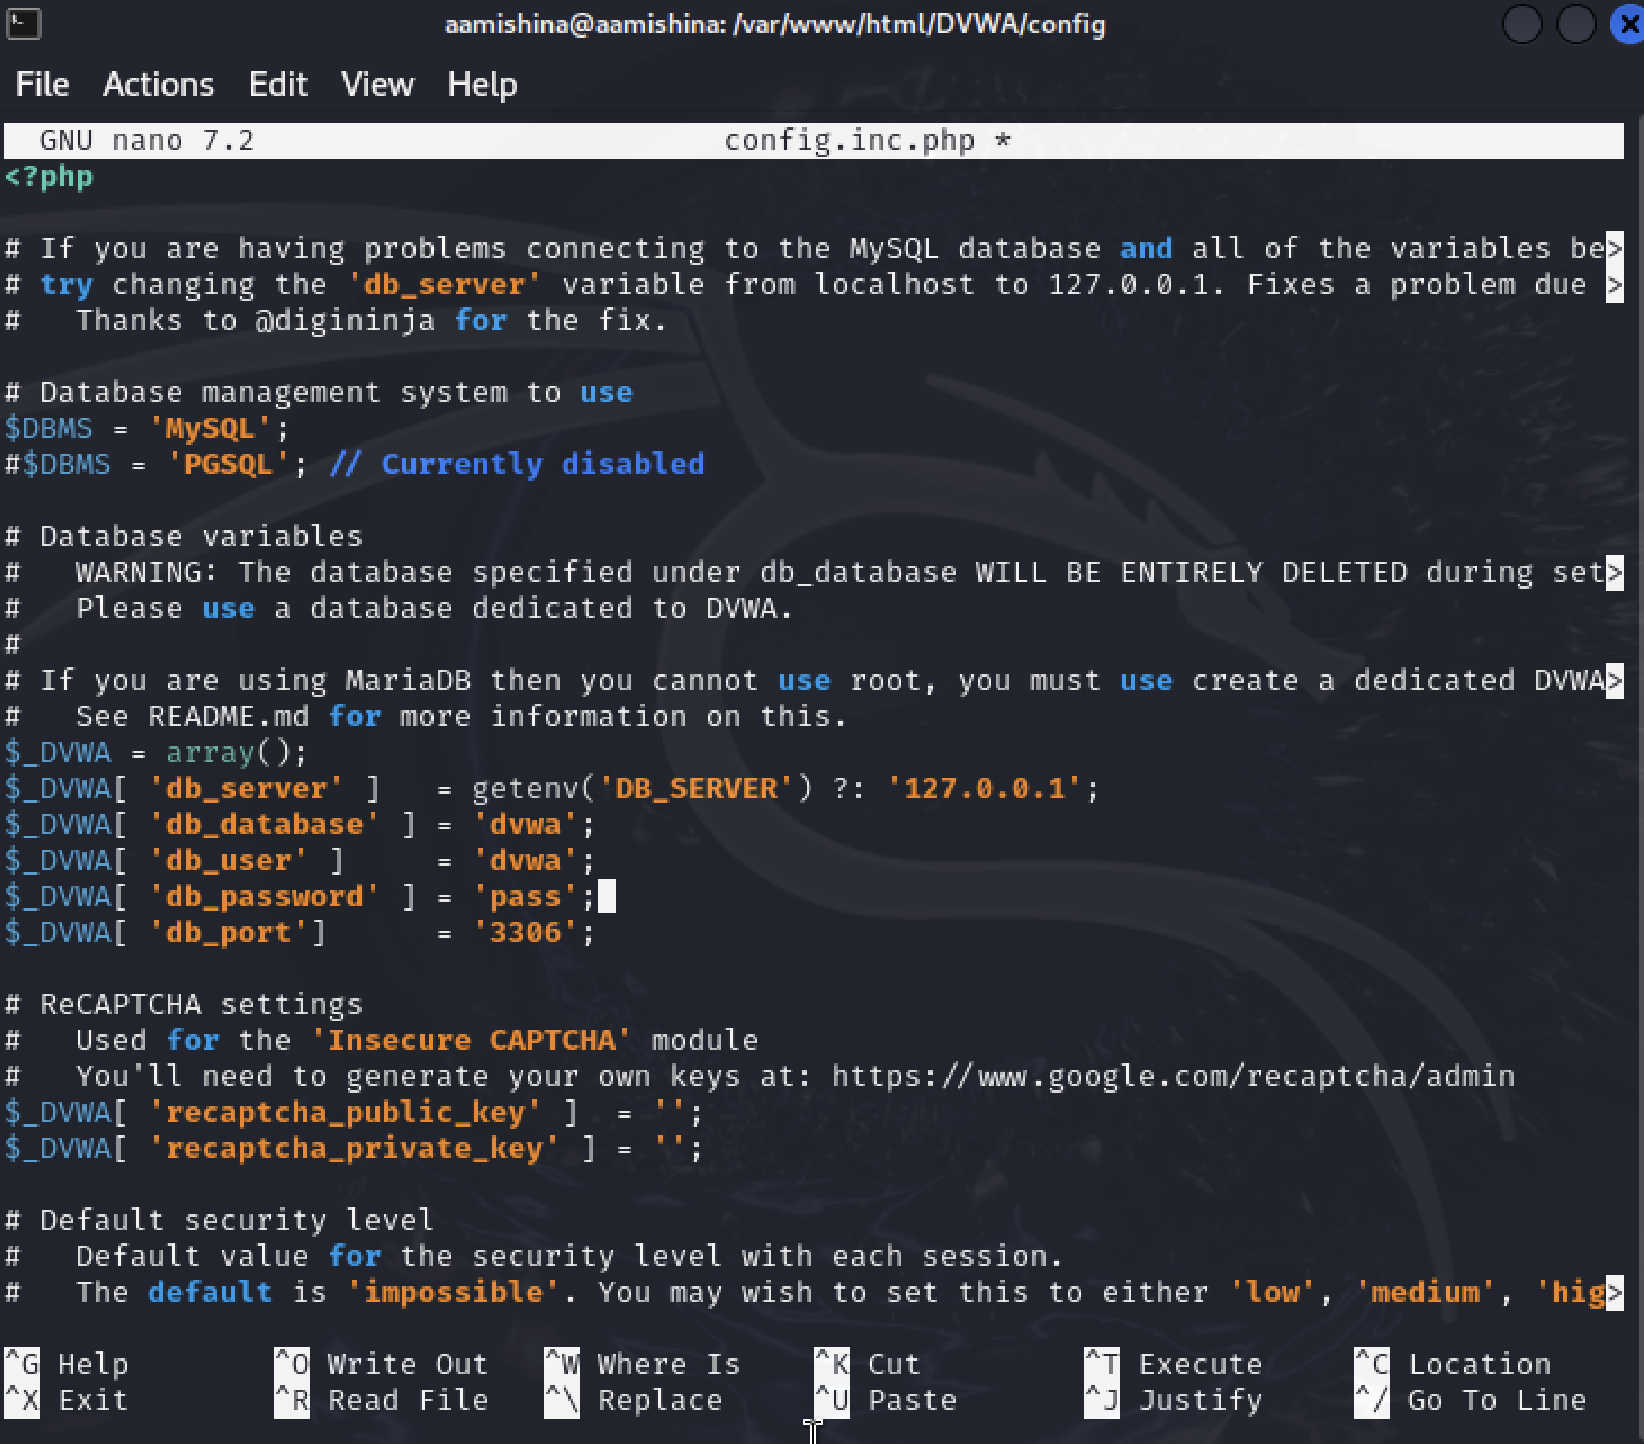 aamishina@aamishina: /var/www/html/DVWA/config
File Actions Edit View Help
GNU nano 7.2 config.inc.php *
<?php
# If you are having problems connecting to the MySQL database and all of the variables be>
# try changing the 'db_server' variable from localhost to 127.0.0.1. Fixes a problem due >
#   Thanks to @digininja for the fix.
# Database management system to use
$DBMS = 'MySQL';
#$DBMS = 'PGSQL'; // Currently disabled
# Database variables
#   WARNING: The database specified under db_database WILL BE ENTIRELY DELETED during set>
#   Please use a database dedicated to DVWA.
#
# If you are using MariaDB then you cannot use root, you must use create a dedicated DVWA>
#   See README.md for more information on this.
$_DVWA = array();
$_DVWA[ 'db_server' ]   = getenv('DB_SERVER') ?: '127.0.0.1';
$_DVWA[ 'db_database' ] = 'dvwa';
$_DVWA[ 'db_user' ]     = 'dvwa';
$_DVWA[ 'db_password' ] = 'pass';
$_DVWA[ 'db_port']      = '3306';
# ReCAPTCHA settings
#   Used for the 'Insecure CAPTCHA' module
#   You'll need to generate your own keys at: https://www.google.com/recaptcha/admin
$_DVWA[ 'recaptcha_public_key' ]  = '';
$_DVWA[ 'recaptcha_private_key' ] = '';
# Default security level
#   Default value for the security level with each session.
#   The default is 'impossible'. You may wish to set this to either 'low', 'medium', 'hig>
^G Help ^O Write Out ^W Where Is ^K Cut ^T Execute ^C Location
^X Exit ^R Read File ^\ Replace ^U Paste ^J Justify ^/ Go To Line